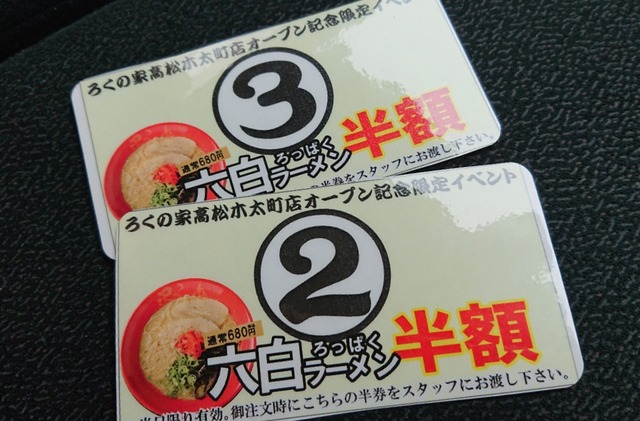 ろくの家高松木太町店オープン記念限定イベン
3
通常680円
ろっぱく
六白ラーメン
半額
の半券をスタッフにお渡し下さい。
ろくの家高松木太町店オープン記念限定イベント
2
通常680円
ろっぱく
六白ラーメン
半額
当日限り有効。御注文時にこちらの半券をスタッフにお渡し下さい。